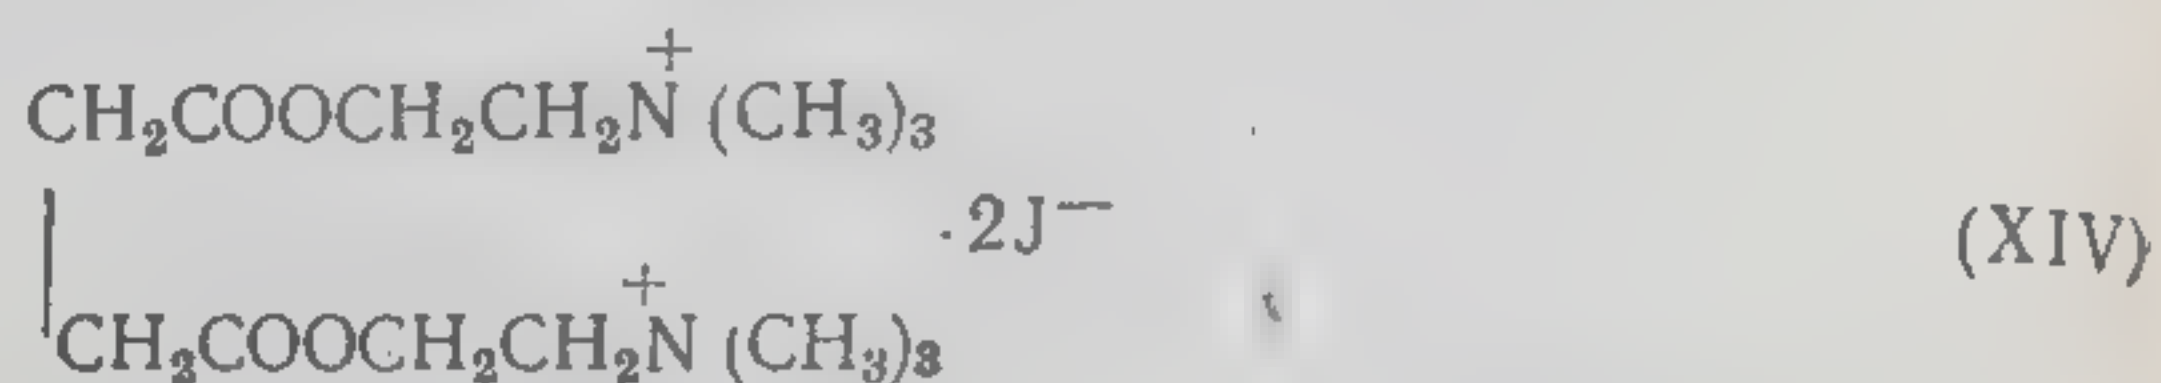 CH₂COOCH₂CH₂N⁺(CH₃)₃
·2J⁻ (XIV)
CH₂COOCH₂CH₂N⁺(CH₃)₃